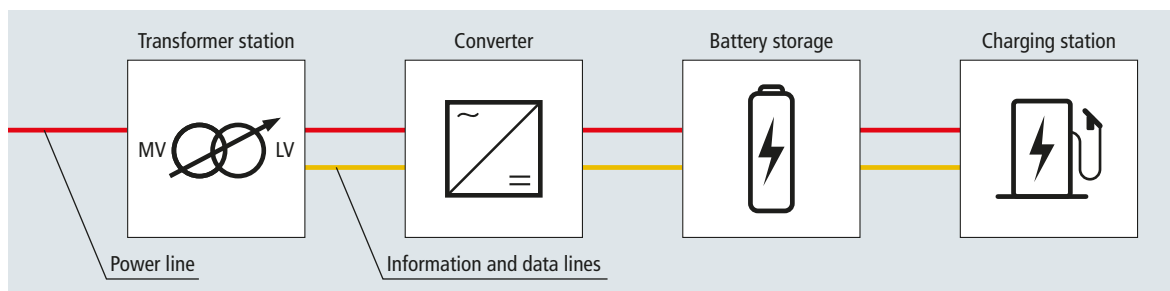 Transformer station
Converter
Battery storage
Charging station
MV
LV
Power line
Information and data lines